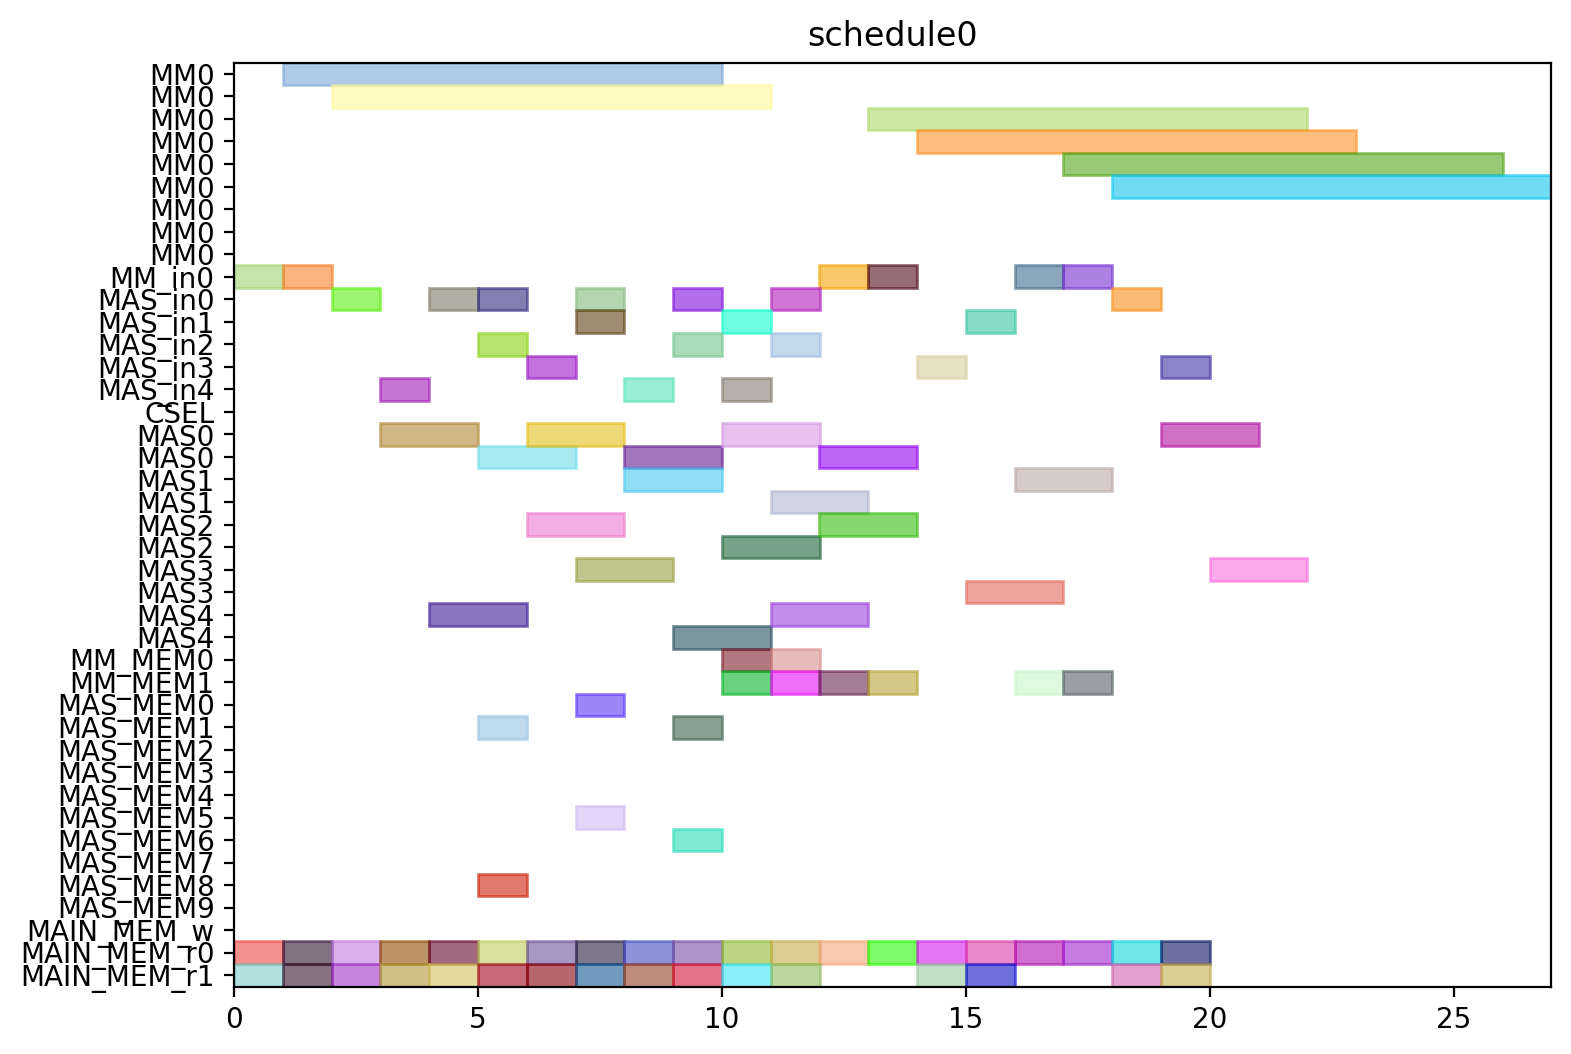 schedule0
MM0
MM0
MM0
MM0
MM0
MM0
MM0
MM0
MM0
MM_in0
MAS_in0
MAS_in1
MAS_in2
MAS_in3
MAS_in4
CSEL
MAS0
MAS0
MAS1
MAS1
MAS2
MAS2
MAS3
MAS3
MAS4
MAS4
MM_MEM0
MM_MEM1
MAS_MEM0
MAS_MEM1
MAS_MEM2
MAS_MEM3
MAS_MEM4
MAS_MEM5
MAS_MEM6
MAS_MEM7
MAS_MEM8
MAS_MEM9
MAIN_MEM_w
MAIN_MEM_r0
MAIN_MEM_r1
0 5 10 15 20 25